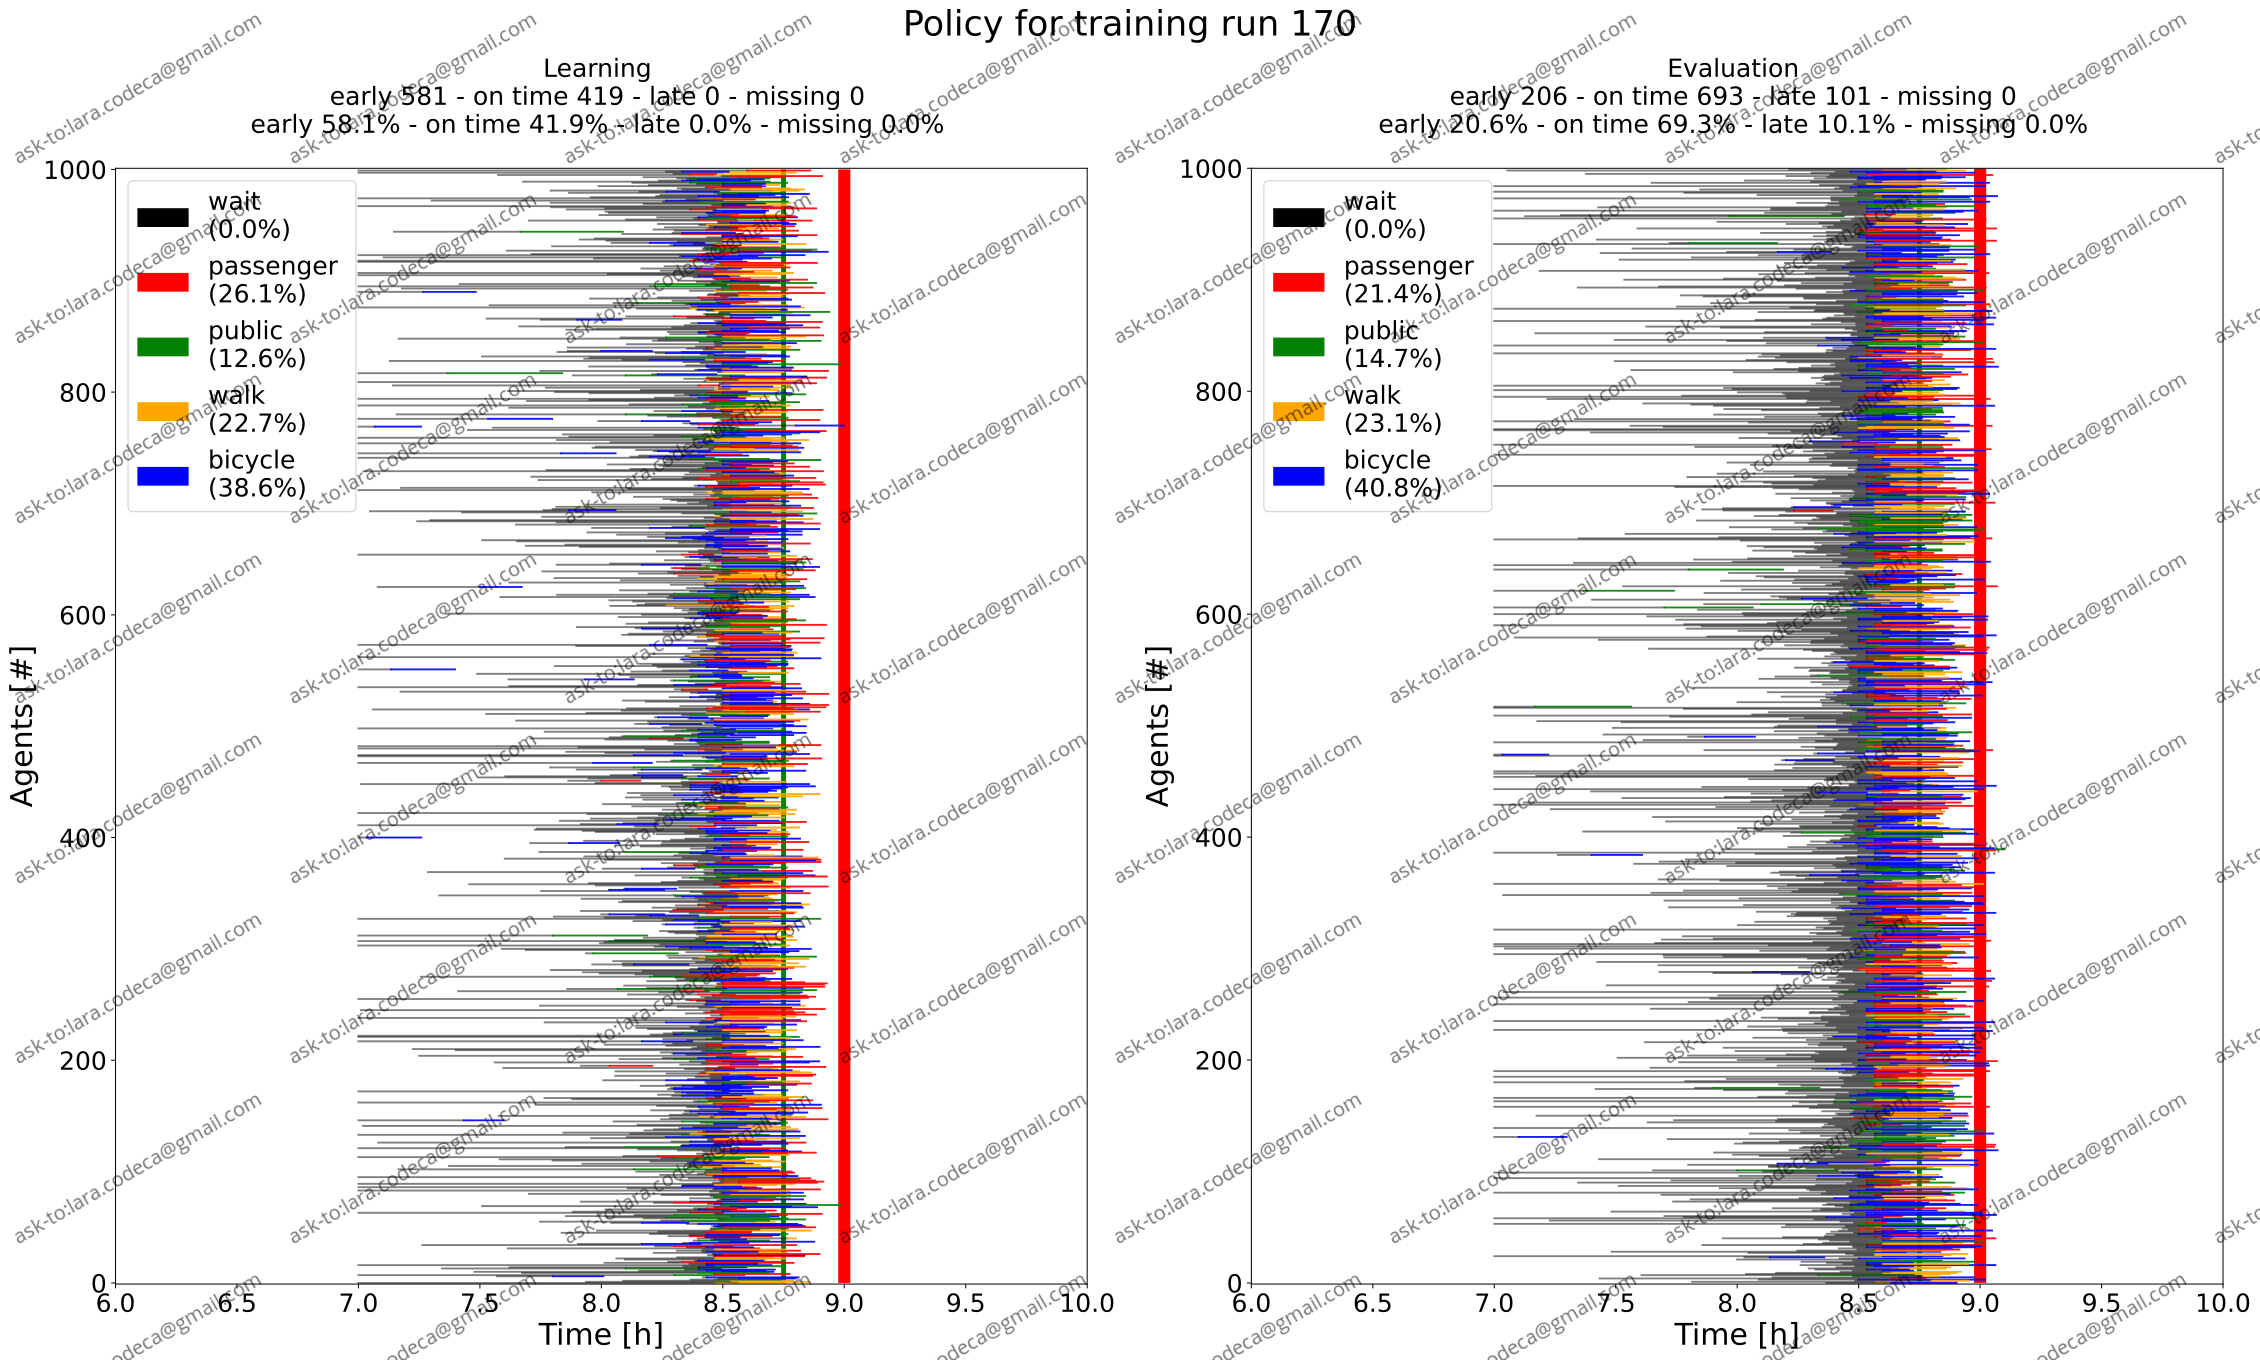 Policy for training run 170
Learning
early 581 - on time 419 - late 0 - missing 0
early 58.1% - on time 41.9% - late 0.0% - missing 0.0%
1000
800
600
400
200
0
Agents [#]
wait
(0.0%)
passenger
(26.1%)
public
(12.6%)
walk
(22.7%)
bicycle
(38.6%)
6.0 6.5 7.0 7.5 8.0 8.5 9.0 9.5 10.0
Time [h]
Evaluation
early 206 - on time 693 - late 101 - missing 0
early 20.6% - on time 69.3% - late 10.1% - missing 0.0%
1000
800
600
400
200
0
Agents [#]
wait
(0.0%)
passenger
(21.4%)
public
(14.7%)
walk
(23.1%)
bicycle
(40.8%)
6.0 6.5 7.0 7.5 8.0 8.5 9.0 9.5 10.0
Time [h]
ask-to:lara.codeca@gmail.com